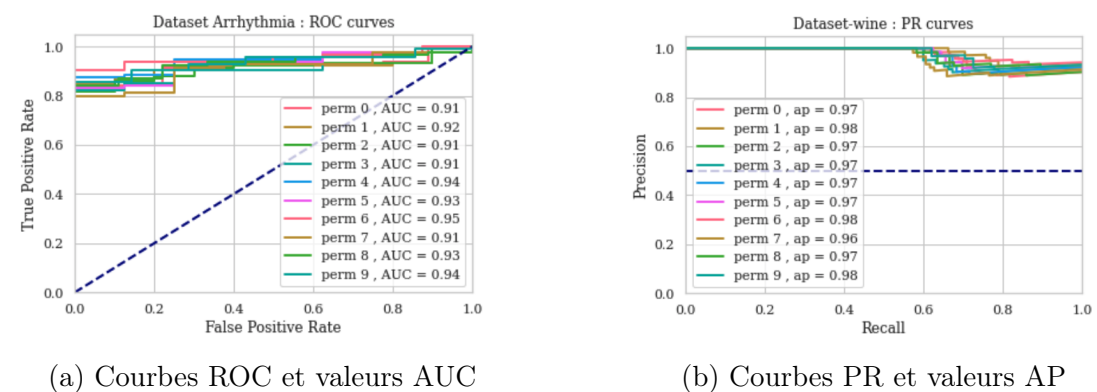 Dataset Arrhythmia : ROC curves
1.0
0.8
0.6
0.4
0.2
0.0
True Positive Rate
perm 0 , AUC = 0.91
perm 1 , AUC = 0.92
perm 2 , AUC = 0.91
perm 3 , AUC = 0.91
perm 4 , AUC = 0.94
perm 5 , AUC = 0.93
perm 6 , AUC = 0.95
perm 7 , AUC = 0.91
perm 8 , AUC = 0.93
perm 9 , AUC = 0.94
0.0 0.2 0.4 0.6 0.8 1.0
False Positive Rate
(a) Courbes ROC et valeurs AUC
Dataset-wine : PR curves
1.0
0.8
0.6
0.4
0.2
0.0
Precision
perm 0 , ap = 0.97
perm 1 , ap = 0.98
perm 2 , ap = 0.97
perm 3 , ap = 0.97
perm 4 , ap = 0.97
perm 5 , ap = 0.97
perm 6 , ap = 0.98
perm 7 , ap = 0.96
perm 8 , ap = 0.97
perm 9 , ap = 0.98
0.0 0.2 0.4 0.6 0.8 1.0
Recall
(b) Courbes PR et valeurs AP